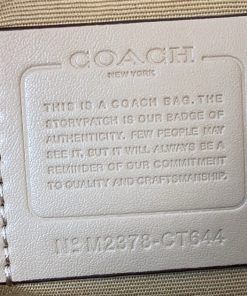 COACH
NEW YORK
THIS IS A COACH BAG. THE
STORYPATCH IS OUR BADGE OF
AUTHENTICITY. FEW PEOPLE MAY
SEE IT, BUT IT WILL ALWAYS BE A
REMINDER OF OUR COMMITMENT
TO QUALITY AND CRAFTSMANSHIP.
Nº M2378-CT644